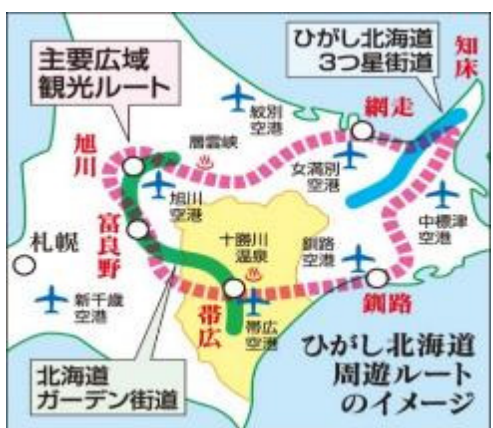 主要広域
観光ルート
ひがし北海道
3つ星街道
知床
紋別
空港
網走
旭川
層雲峡
女満別
空港
旭川
空港
中標津
空港
富良野
札幌
十勝川
温泉
釧路
空港
新千歳
空港
帯広
帯広
空港
釧路
北海道
ガーデン街道
ひがし北海道
周遊ルート
のイメージ